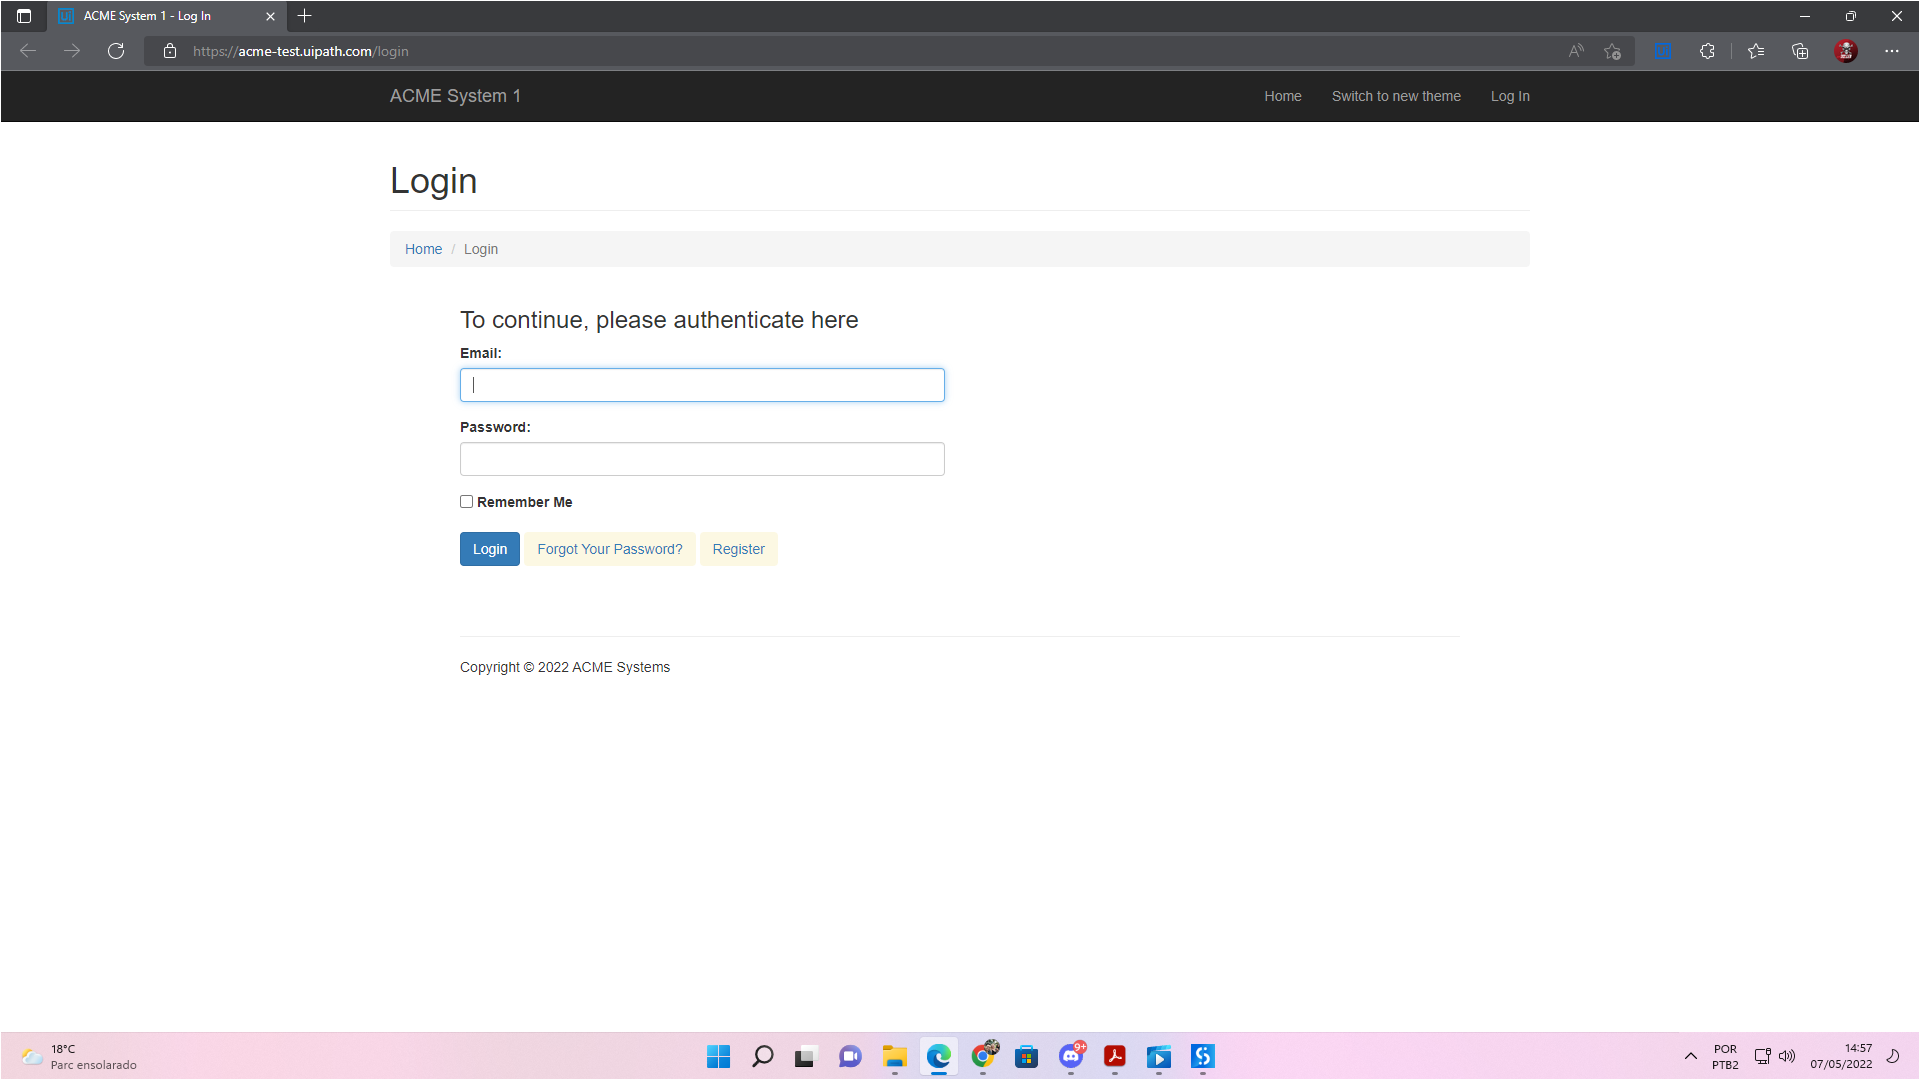 ACME System 1 - Log In
https://acme-test.uipath.com/login
ACME System 1
Home
Switch to new theme
Log In
Login
Home / Login
To continue, please authenticate here
Email:
Password:
Remember Me
Login
Forgot Your Password?
Register
Copyright © 2022 ACME Systems
18°C
Parc ensolarado
9+
POR
PTB2
14:57
07/05/2022